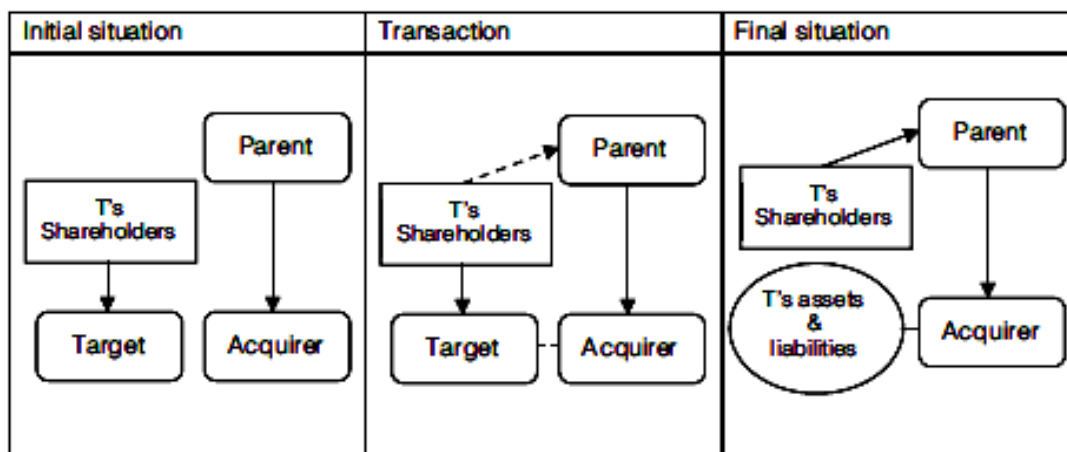 Initial situation
Transaction
Final situation
Parent
T's
Shareholders
Target
Acquirer
Parent
T's
Shareholders
Target
Acquirer
Parent
T's
Shareholders
T's assets
&
liabilities
Acquirer